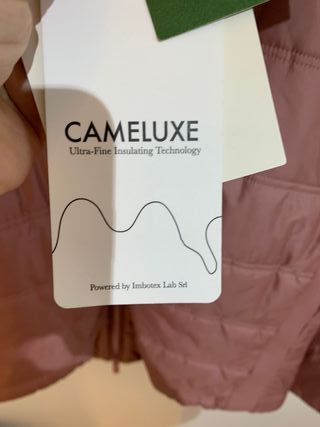 CAMELUXE
Ultra-Fine Insulating Technology
Powered by Imbotex Lab Srl